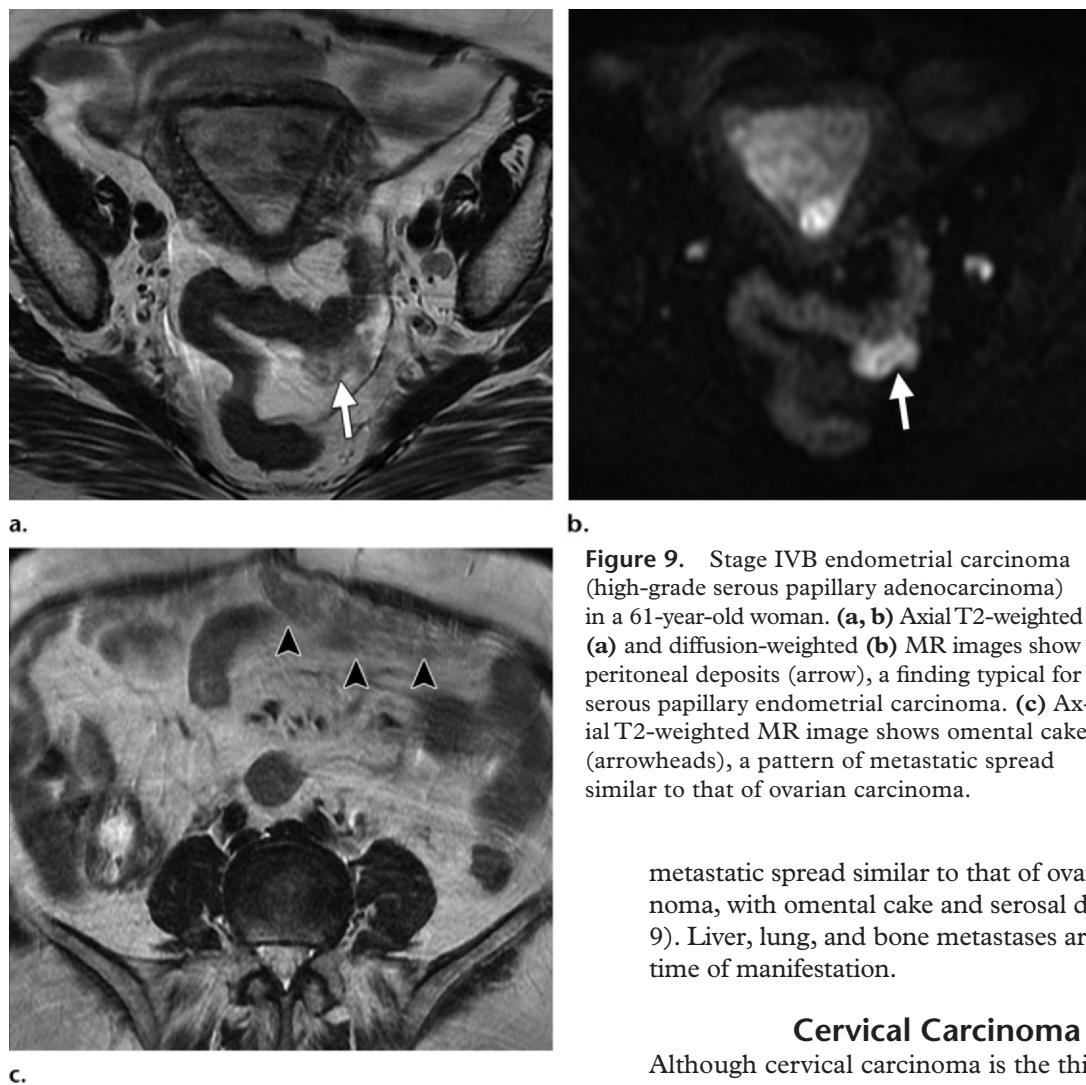 a.
b.
Figure 9. Stage IVB endometrial carcinoma
(high-grade serous papillary adenocarcinoma)
in a 61-year-old woman. (a, b) Axial T2-weighted
(a) and diffusion-weighted (b) MR images show
peritoneal deposits (arrow), a finding typical for
serous papillary endometrial carcinoma. (c) Ax-
ial T2-weighted MR image shows omental cake
(arrowheads), a pattern of metastatic spread
similar to that of ovarian carcinoma.
c.
metastatic spread similar to that of ova
noma, with omental cake and serosal d
9). Liver, lung, and bone metastases ar
time of manifestation.
Cervical Carcinoma
Although cervical carcinoma is the thi